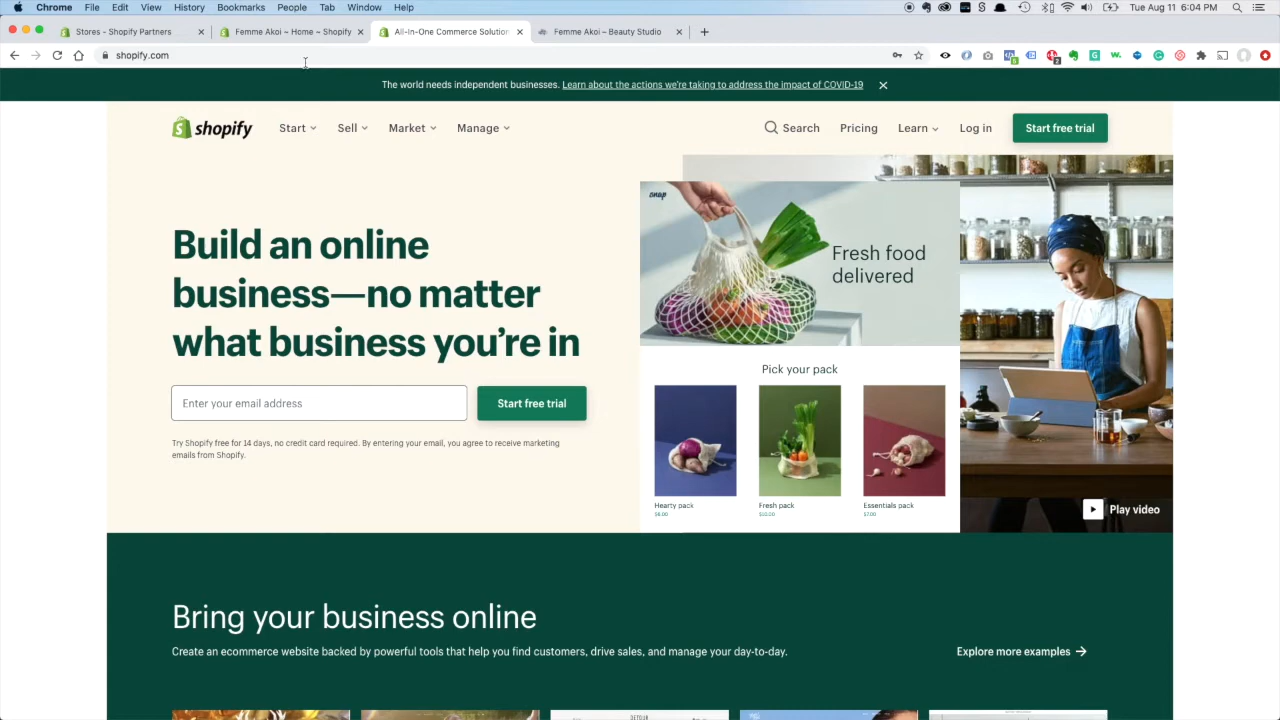 Chrome File Edit View History Bookmarks People Tab Window Help
Tue Aug 11 6:04 PM
Stores - Shopify Partners
Femme Akoi ~ Home ~ Shopify
All-In-One Commerce Solution
Femme Akoi ~ Beauty Studio
shopify.com
The world needs independent businesses. Learn about the actions we're taking to address the impact of COVID-19
shopify
Start
Sell
Market
Manage
Search
Pricing
Learn
Log in
Start free trial
Build an online
business—no matter
what business you're in
Enter your email address
Start free trial
Try Shopify free for 14 days, no credit card required. By entering your email, you agree to receive marketing
emails from Shopify.
Fresh food
delivered
Pick your pack
Hearty pack
Fresh pack
Essentials pack
Play video
Bring your business online
Create an ecommerce website backed by powerful tools that help you find customers, drive sales, and manage your day-to-day.
Explore more examples